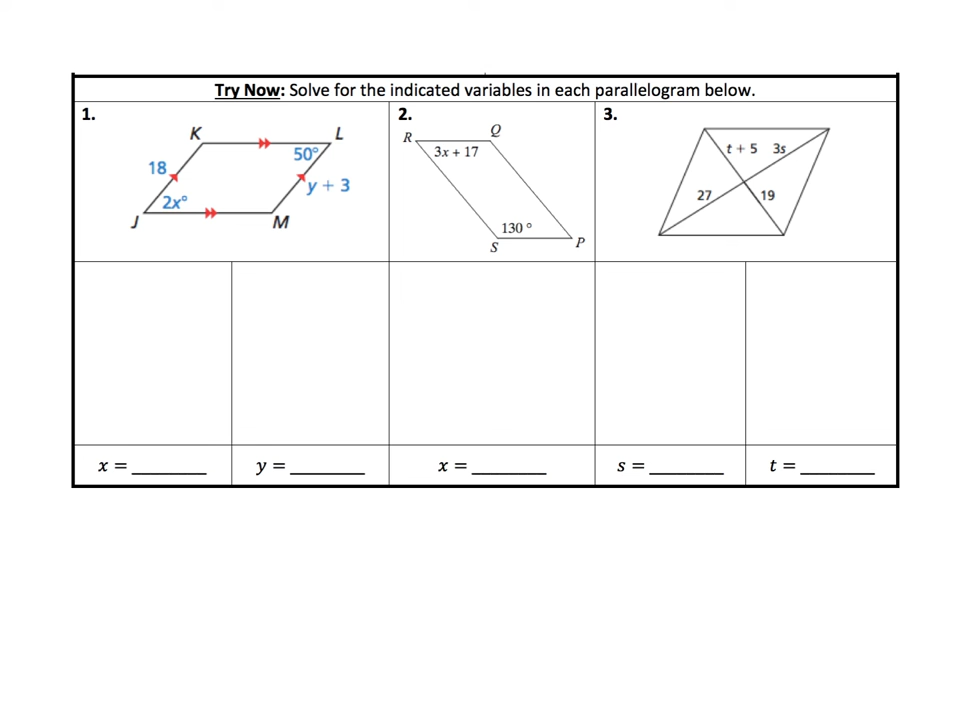 Try Now: Solve for the indicated variables in each parallelogram below.
1.
K
L
18
50°
y + 3
2x°
J
M
2.
R
Q
3x + 17
130 °
S
P
3.
t + 5
3s
27
19
x = ________
y = ________
x = ________
s = ________
t = ________